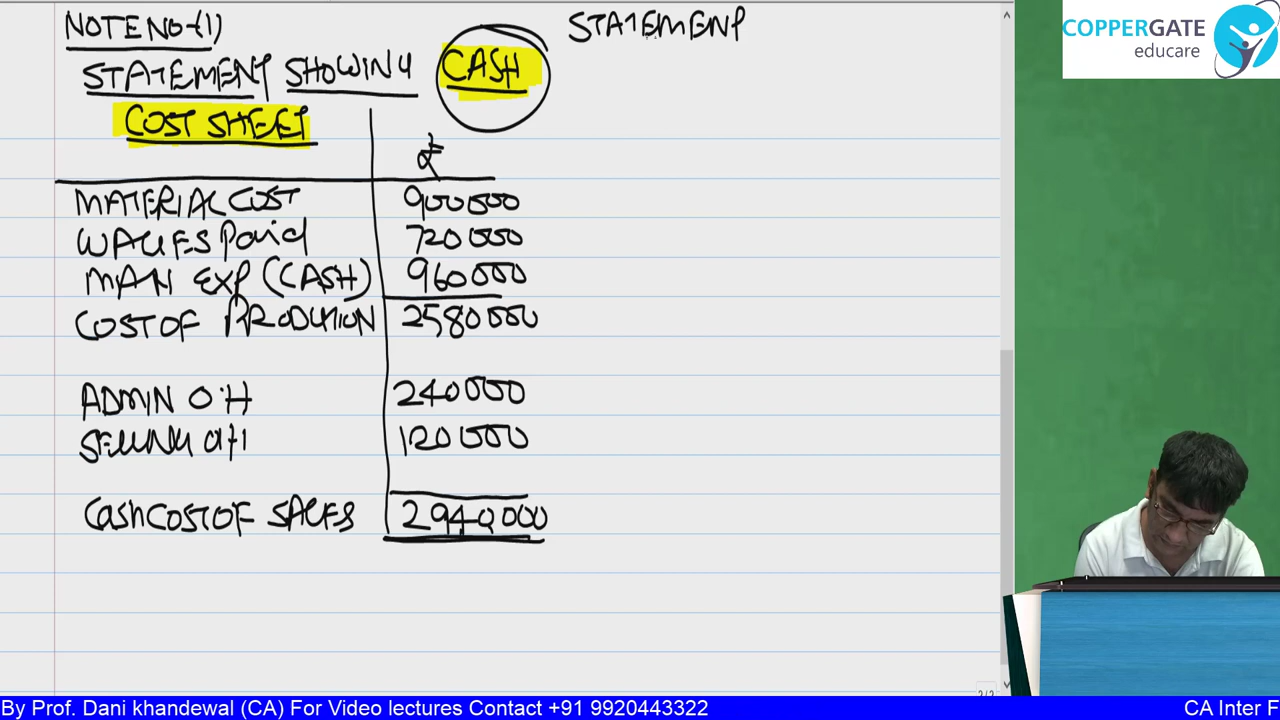 NOTE NO-(1)
STATEMENT SHOWING CASH
COST SHEET
₹
MATERIAL COST 900000
WAGES Paid 720000
MAN EXP (CASH) 960000
COST OF PRODUCTION 2580000
ADMIN O.H 240000
SELLING O.H 120000
Cash COST OF SALES 2940000
STATEMENT
COPPERGATE
educare
2/2
By Prof. Dani khandewal (CA) For Video lectures Contact +91 9920443322
CA Inter F